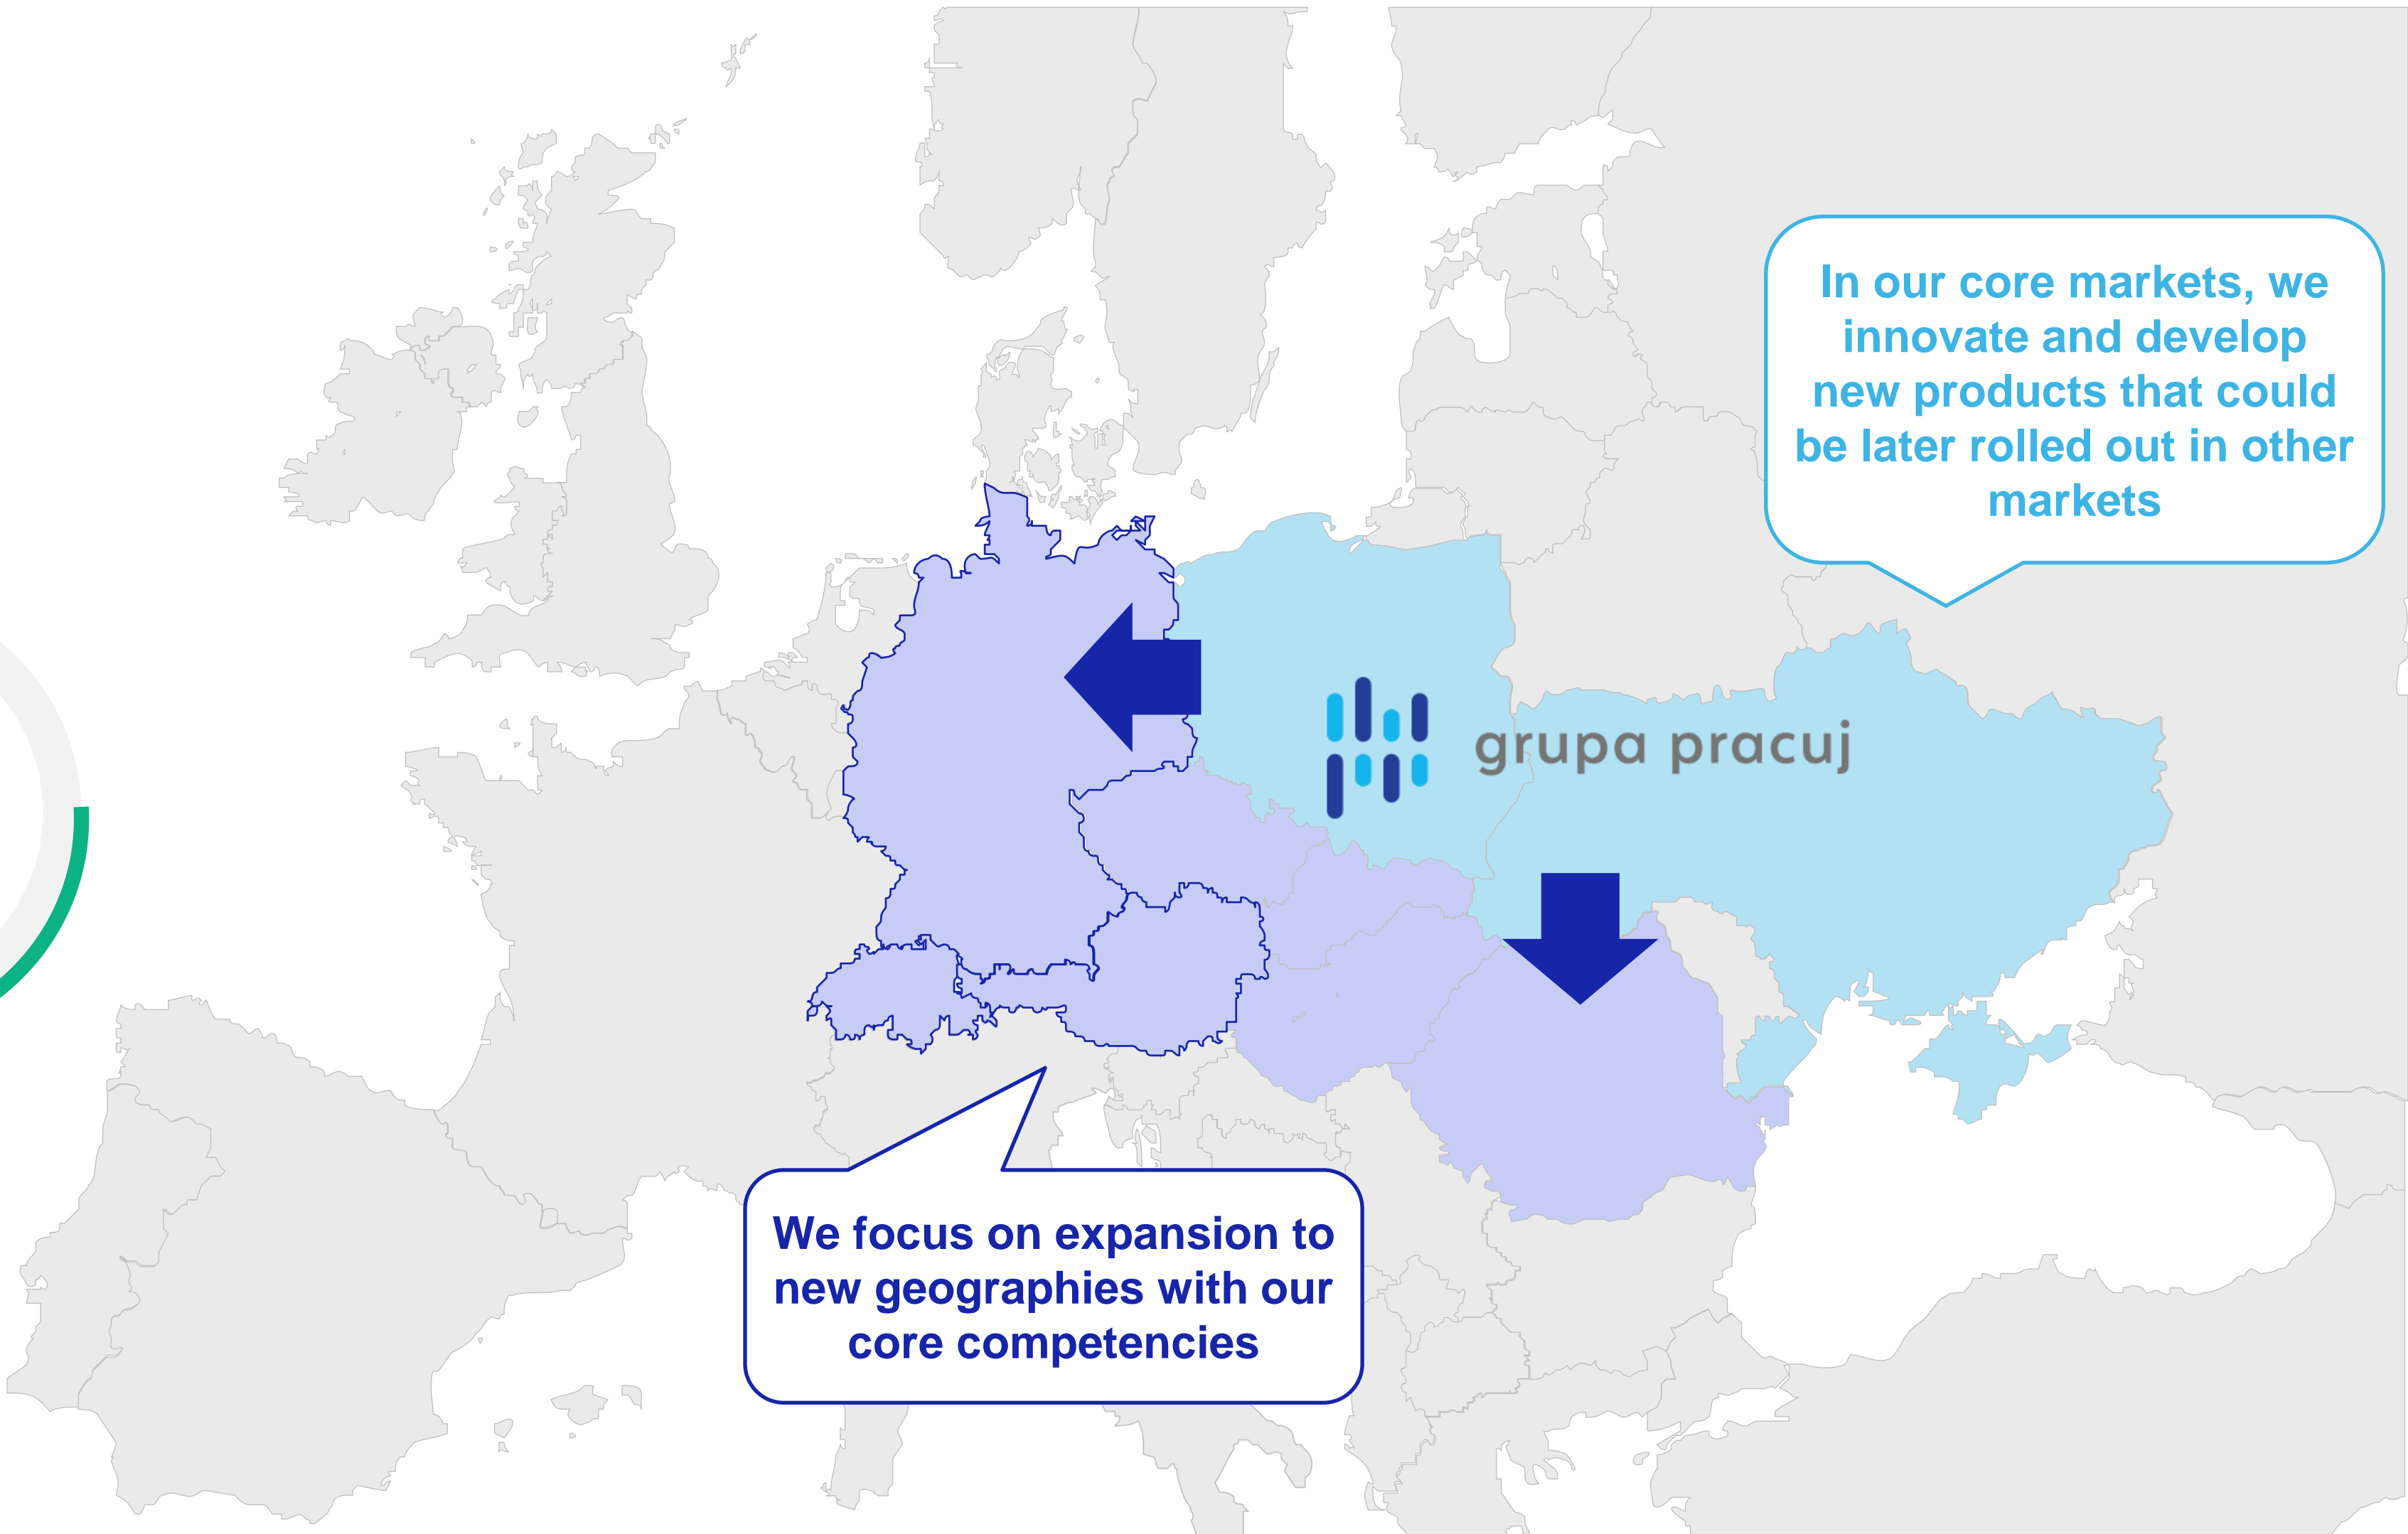 In our core markets, we
innovate and develop
new products that could
be later rolled out in other
markets
grupa pracuj
We focus on expansion to
new geographies with our
core competencies